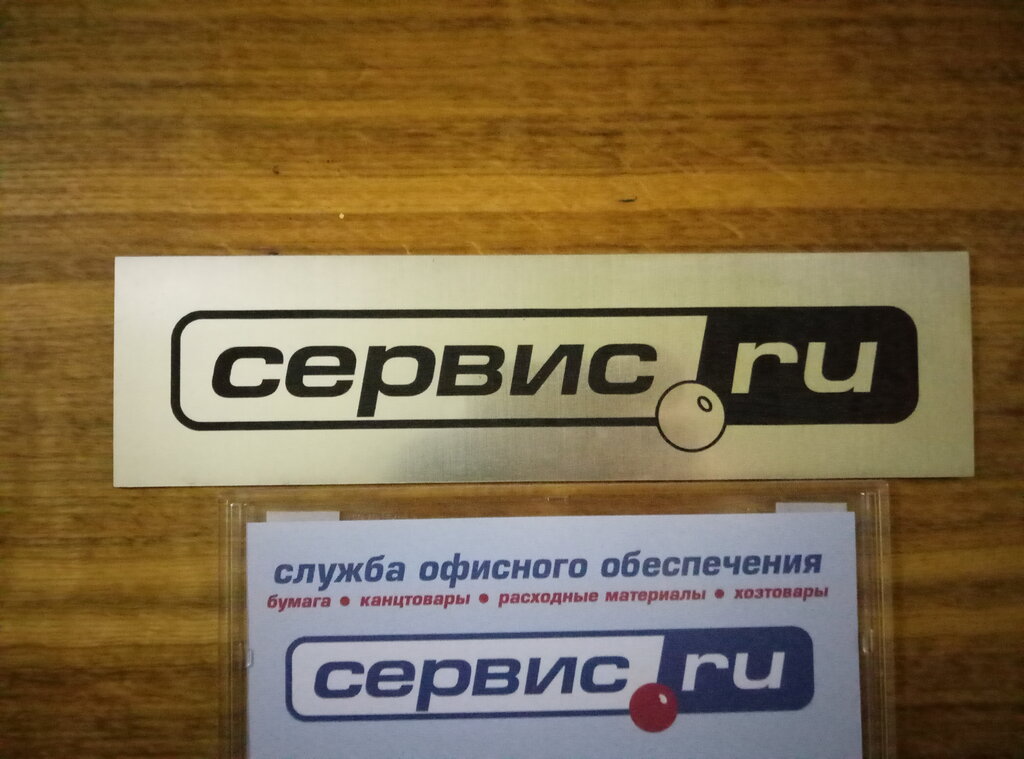 сервис.ru
служба офисного обеспечения
бумага • канцтовары • расходные материалы • хозтовары
сервис.ru